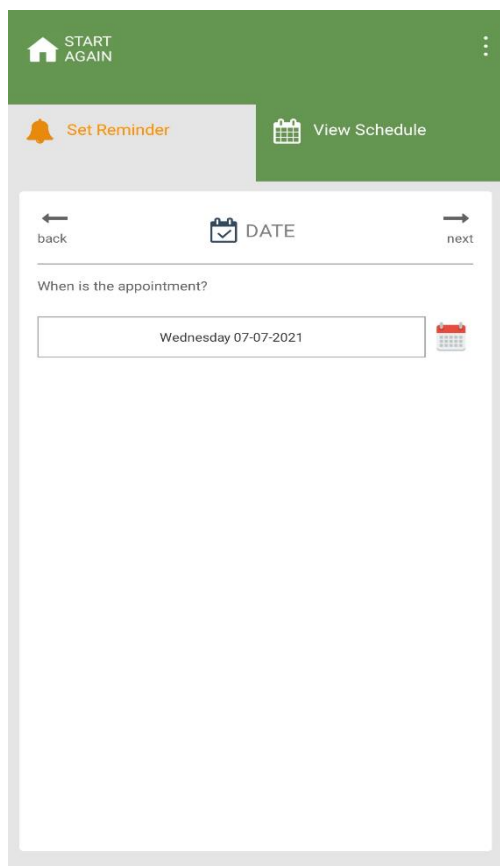 START
AGAIN
Set Reminder
View Schedule
back
DATE
next
When is the appointment?
Wednesday 07-07-2021